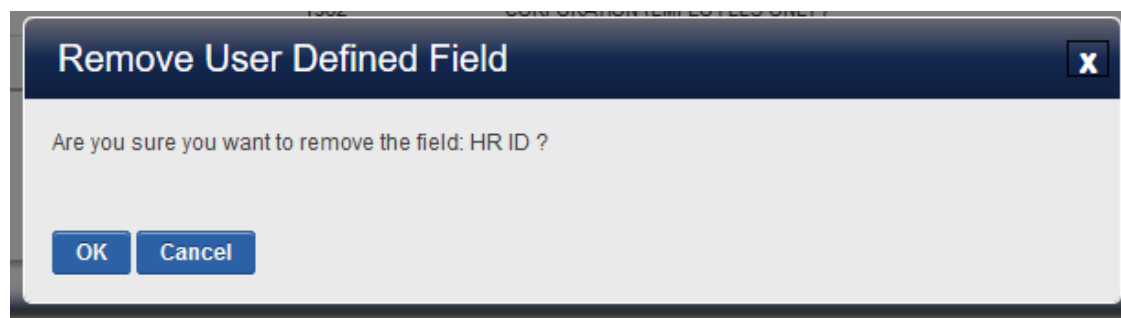 Remove User Defined Field
x
Are you sure you want to remove the field: HR ID ?
OK Cancel